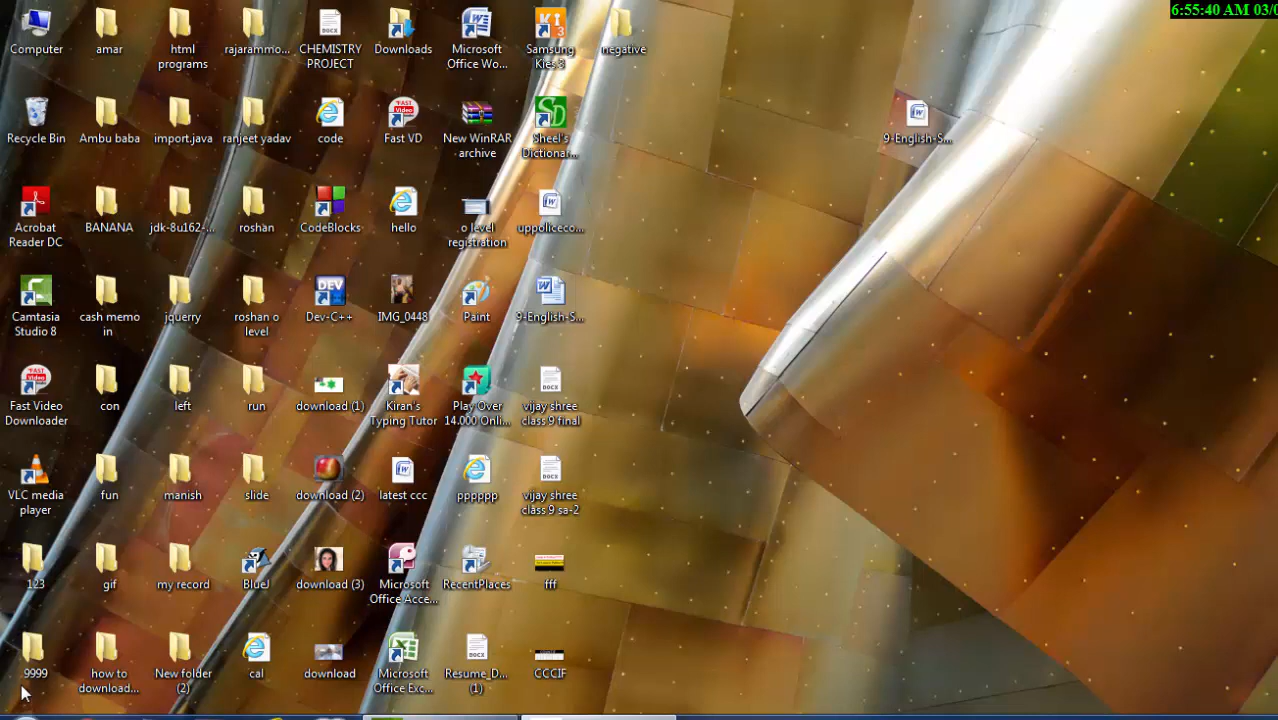 6:55:40 AM 03/0
Computer
amar
html
programs
rajarammo...
CHEMISTRY
PROJECT
Downloads
Microsoft
Office Wo...
Samsung
Kies 3
negative
Recycle Bin
Ambu baba
import.java
ranjeet yadav
code
Fast VD
New WinRAR
archive
Sheel's
Dictionar...
9-English-S...
Acrobat
Reader DC
BANANA
jdk-8u162-...
roshan
CodeBlocks
hello
o level
registration
uppoliceco...
Camtasia
Studio 8
cash memo
in
jquerry
roshan o
level
Dev-C++
IMG_0448
Paint
9-English-S...
Fast Video
Downloader
con
left
run
download (1)
Kiran's
Typing Tutor
Play Over
14.000 Onli...
vijay shree
class 9 final
VLC media
player
fun
manish
slide
download (2)
latest ccc
pppppp
vijay shree
class 9 sa-2
123
gif
my record
BlueJ
download (3)
Microsoft
Office Acce...
RecentPlaces
fff
9999
how to
download...
New folder
(2)
cal
download
Microsoft
Office Exc...
Resume_D...
(1)
CCCIF